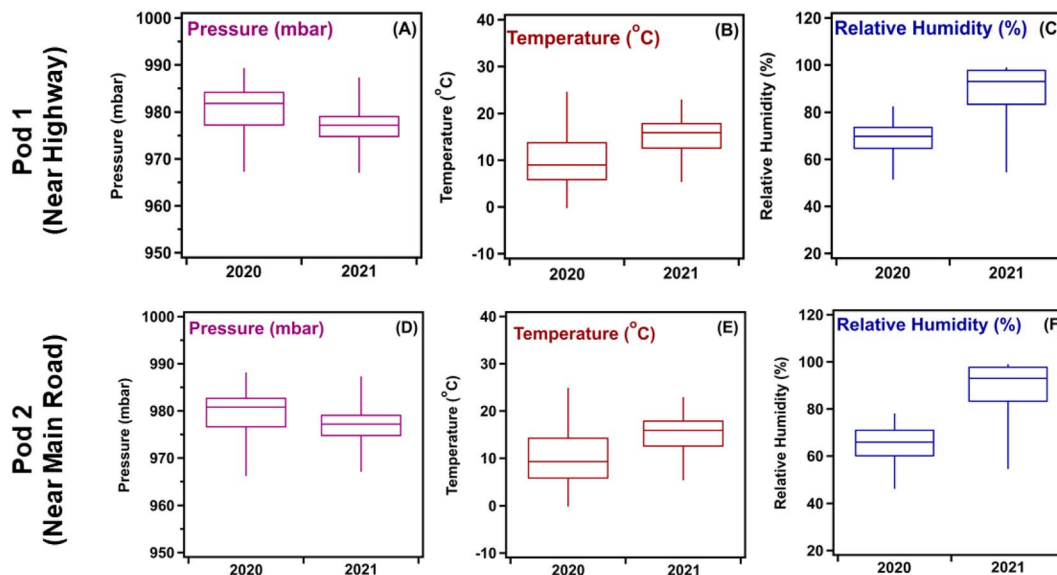 Pod 1
(Near Highway)
Pressure (mbar)
1000
990
980
970
960
950
Pressure (mbar) (A)
2020 2021
Temperature (°C)
40
30
20
10
0
-10
Temperature (°C) (B)
2020 2021
Relative Humidity (%)
120
100
80
60
40
20
Relative Humidity (%) (C
2020 2021
Pod 2
(Near Main Road)
Pressure (mbar)
1000
990
980
970
960
950
Pressure (mbar) (D)
2020 2021
Temperature (°C)
40
30
20
10
0
-10
Temperature (°C) (E)
2020 2021
Relative Humidity (%)
120
100
80
60
40
20
Relative Humidity (%) (F
2020 2021